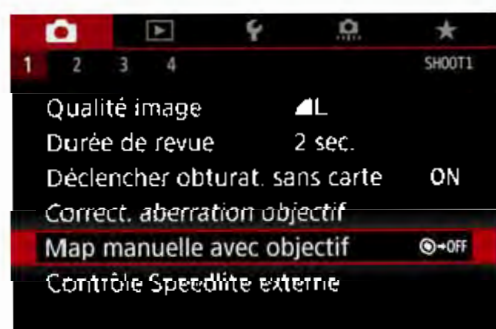 1 2 3 4 SHOOT1
Qualité image L
Durée de revue 2 sec.
Déclencher obturat. sans carte ON
Correct. aberration objectif
Map manuelle avec objectif →OFF
Contrôle Speedlite externe